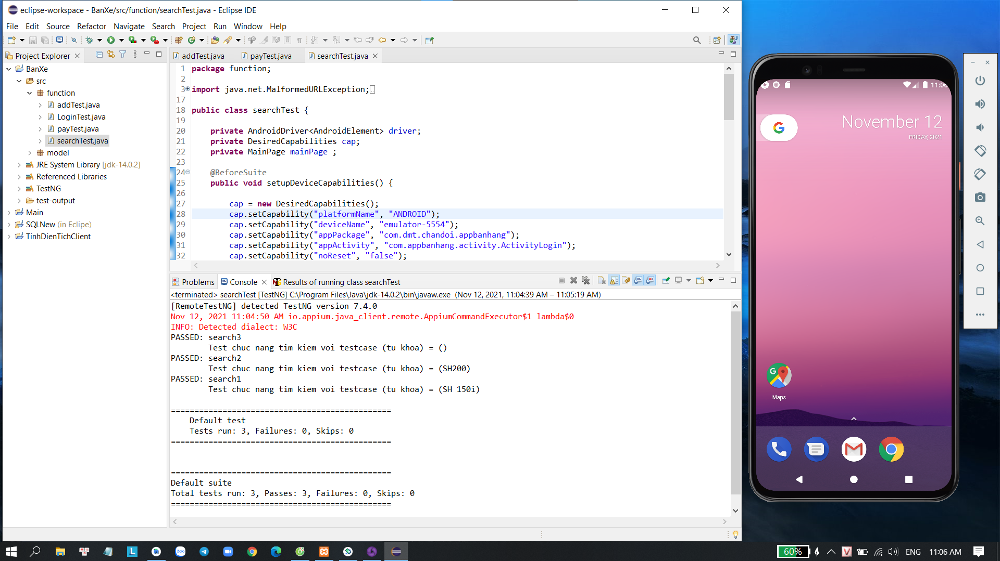 eclipse-workspace - BanXe/src/function/searchTest.java - Eclipse IDE
File Edit Source Refactor Navigate Search Project Run Window Help
Project Explorer
BanXe
src
function
addTest.java
LoginTest.java
payTest.java
searchTest.java
model
JRE System Library [jdk-14.0.2]
Referenced Libraries
TestNG
test-output
Main
SQLNew (in Eclipe)
TinhDienTichClient
addTest.java payTest.java searchTest.java
1 package function;
2
3 import java.net.MalformedURLException;
17
18 public class searchTest {
19
20 private AndroidDriver<AndroidElement> driver;
21 private DesiredCapabilities cap;
22 private MainPage mainPage ;
23
24 @BeforeSuite
25 public void setupDeviceCapabilities() {
26
27 cap = new DesiredCapabilities();
28 cap.setCapability("platformName", "ANDROID");
29 cap.setCapability("deviceName", "emulator-5554");
30 cap.setCapability("appPackage", "com.dmt.chandoi.appbanhang");
31 cap.setCapability("appActivity", "com.appbanhang.activity.ActivityLogin");
32 cap.setCapability("noReset", "false");
Problems Console Results of running class searchTest
<terminated> searchTest [TestNG] C:\Program Files\Java\jdk-14.0.2\bin\javaw.exe (Nov 12, 2021, 11:04:39 AM – 11:05:19 AM)
[RemoteTestNG] detected TestNG version 7.4.0
Nov 12, 2021 11:04:50 AM io.appium.java_client.remote.AppiumCommandExecutor$1 lambda$0
INFO: Detected dialect: W3C
PASSED: search3
Test chuc nang tim kiem voi testcase (tu khoa) = ()
PASSED: search2
Test chuc nang tim kiem voi testcase (tu khoa) = (SH200)
PASSED: search1
Test chuc nang tim kiem voi testcase (tu khoa) = (SH 150i)
===============================================
Default test
Tests run: 3, Failures: 0, Skips: 0
===============================================
===============================================
Default suite
Total tests run: 3, Passes: 3, Failures: 0, Skips: 0
===============================================
11:06
November 12
FRIDAY, 2021
Maps
60% ENG 11:06 AM